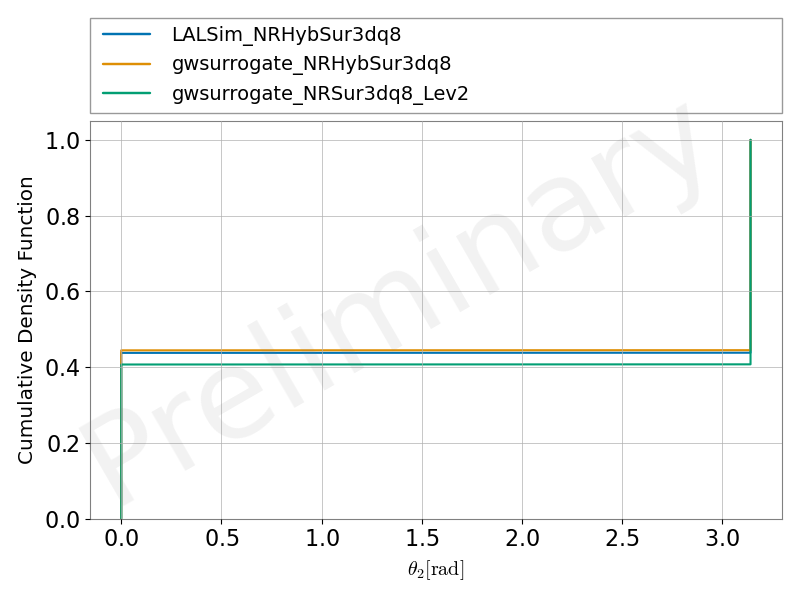 LALSim_NRHybSur3dq8
gwsurrogate_NRHybSur3dq8
gwsurrogate_NRSur3dq8_Lev2
Preliminary
Cumulative Density Function
1.0
0.8
0.6
0.4
0.2
0.0
0.0 0.5 1.0 1.5 2.0 2.5 3.0
θ₂[rad]